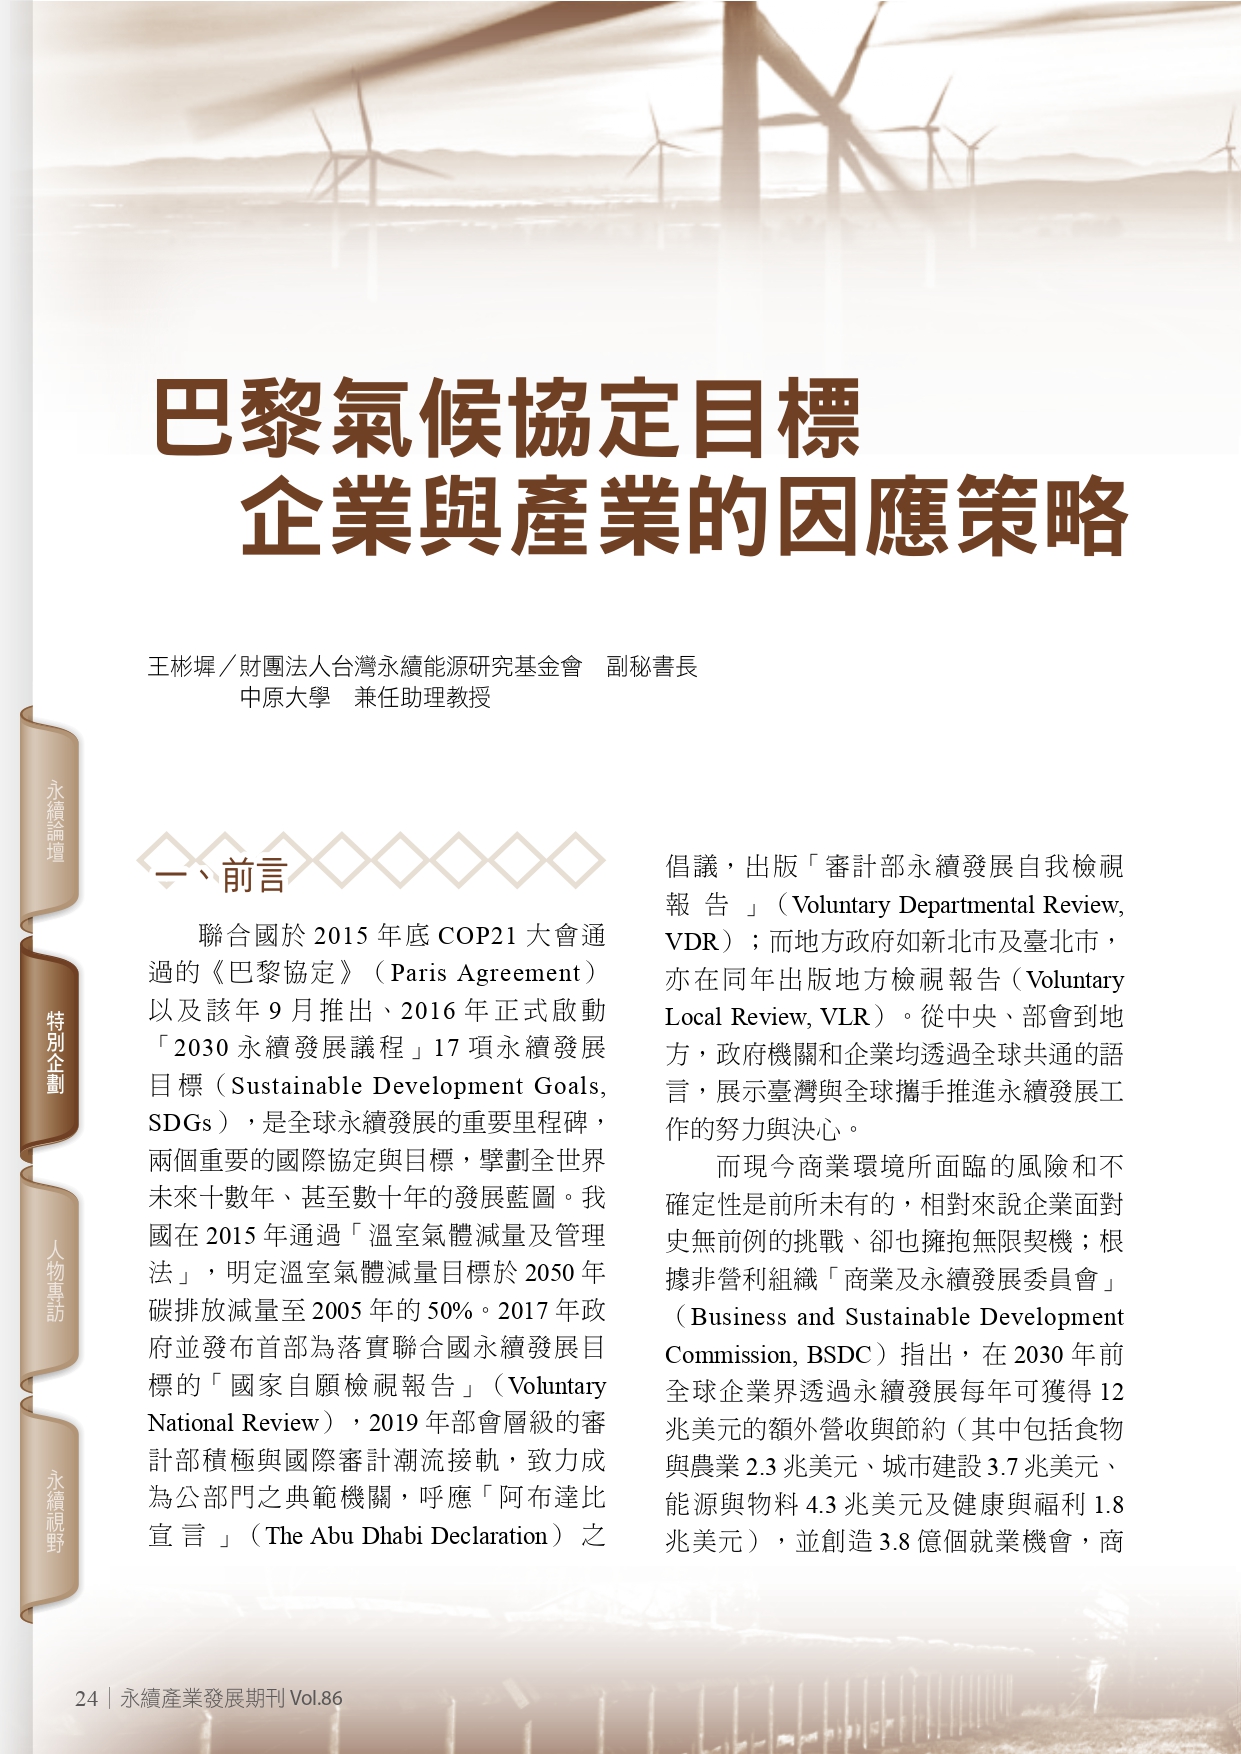 巴黎氣候協定目標
企業與產業的因應策略
王彬墀／財團法人台灣永續能源研究基金會　副秘書長
中原大學　兼任助理教授
永續論壇
特別企劃
人物專訪
永續視野
一、前言
聯合國於 2015 年底 COP21 大會通
過的《巴黎協定》（Paris Agreement）
以及該年 9 月推出、2016 年正式啟動
「2030 永續發展議程」17 項永續發展
目標（Sustainable Development Goals,
SDGs），是全球永續發展的重要里程碑，
兩個重要的國際協定與目標，擘劃全世界
未來十數年、甚至數十年的發展藍圖。我
國在 2015 年通過「溫室氣體減量及管理
法」，明定溫室氣體減量目標於 2050 年
碳排放減量至 2005 年的 50%。2017 年政
府並發布首部為落實聯合國永續發展目
標的「國家自願檢視報告」（Voluntary
National Review），2019 年部會層級的審
計部積極與國際審計潮流接軌，致力成
為公部門之典範機關，呼應「阿布達比
宣言」（The Abu Dhabi Declaration）之
倡議，出版「審計部永續發展自我檢視
報告」（Voluntary Departmental Review,
VDR）；而地方政府如新北市及臺北市，
亦在同年出版地方檢視報告（Voluntary
Local Review, VLR）。從中央、部會到地
方，政府機關和企業均透過全球共通的語
言，展示臺灣與全球攜手推進永續發展工
作的努力與決心。
而現今商業環境所面臨的風險和不
確定性是前所未有的，相對來說企業面對
史無前例的挑戰、卻也擁抱無限契機；根
據非營利組織「商業及永續發展委員會」
（Business and Sustainable Development
Commission, BSDC）指出，在 2030 年前
全球企業界透過永續發展每年可獲得 12
兆美元的額外營收與節約（其中包括食物
與農業 2.3 兆美元、城市建設 3.7 兆美元、
能源與物料 4.3 兆美元及健康與福利 1.8
兆美元），並創造 3.8 億個就業機會，商
24｜永續產業發展期刊 Vol.86